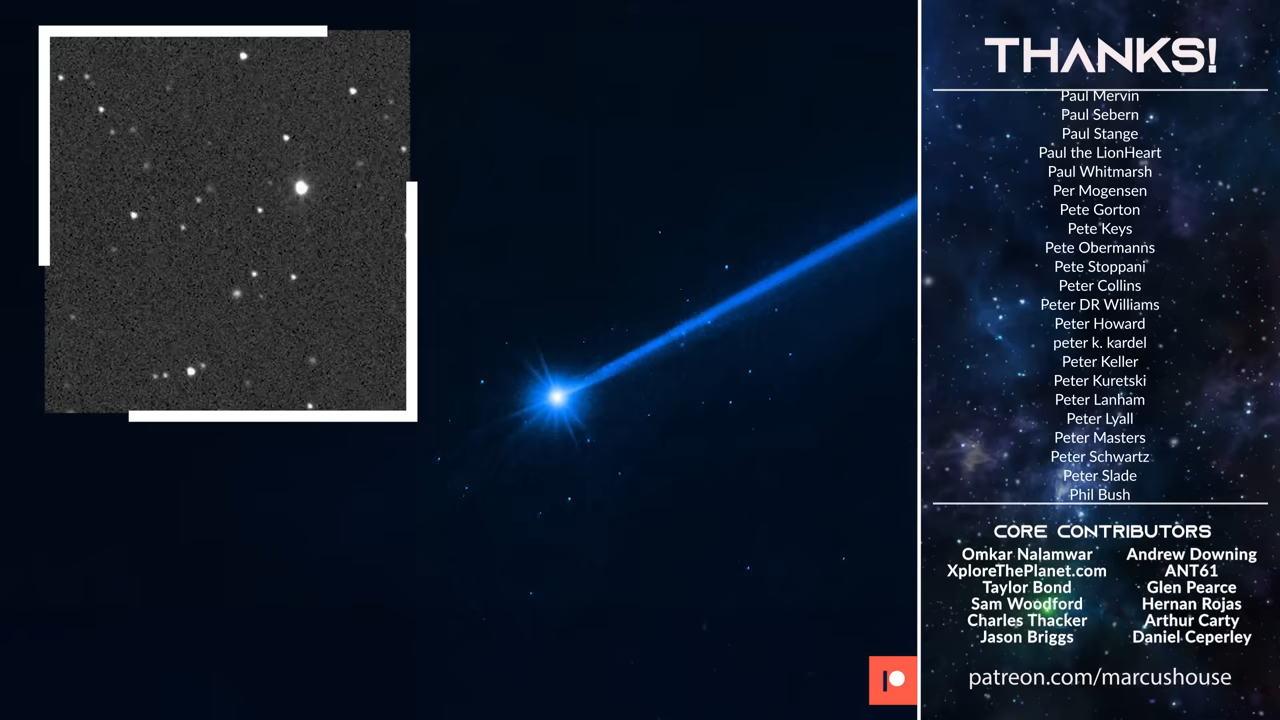 THANKS!
Paul Mervin
Paul Sebern
Paul Stange
Paul the LionHeart
Paul Whitmarsh
Per Mogensen
Pete Gorton
Pete Keys
Pete Obermanns
Pete Stoppani
Peter Collins
Peter DR Williams
Peter Howard
peter k. kardel
Peter Keller
Peter Kuretski
Peter Lanham
Peter Lyall
Peter Masters
Peter Schwartz
Peter Slade
Phil Bush
CORE CONTRIBUTORS
Omkar Nalamwar Andrew Downing
XploreThePlanet.com ANT61
Taylor Bond Glen Pearce
Sam Woodford Hernan Rojas
Charles Thacker Arthur Carty
Jason Briggs Daniel Ceperley
patreon.com/marcushouse